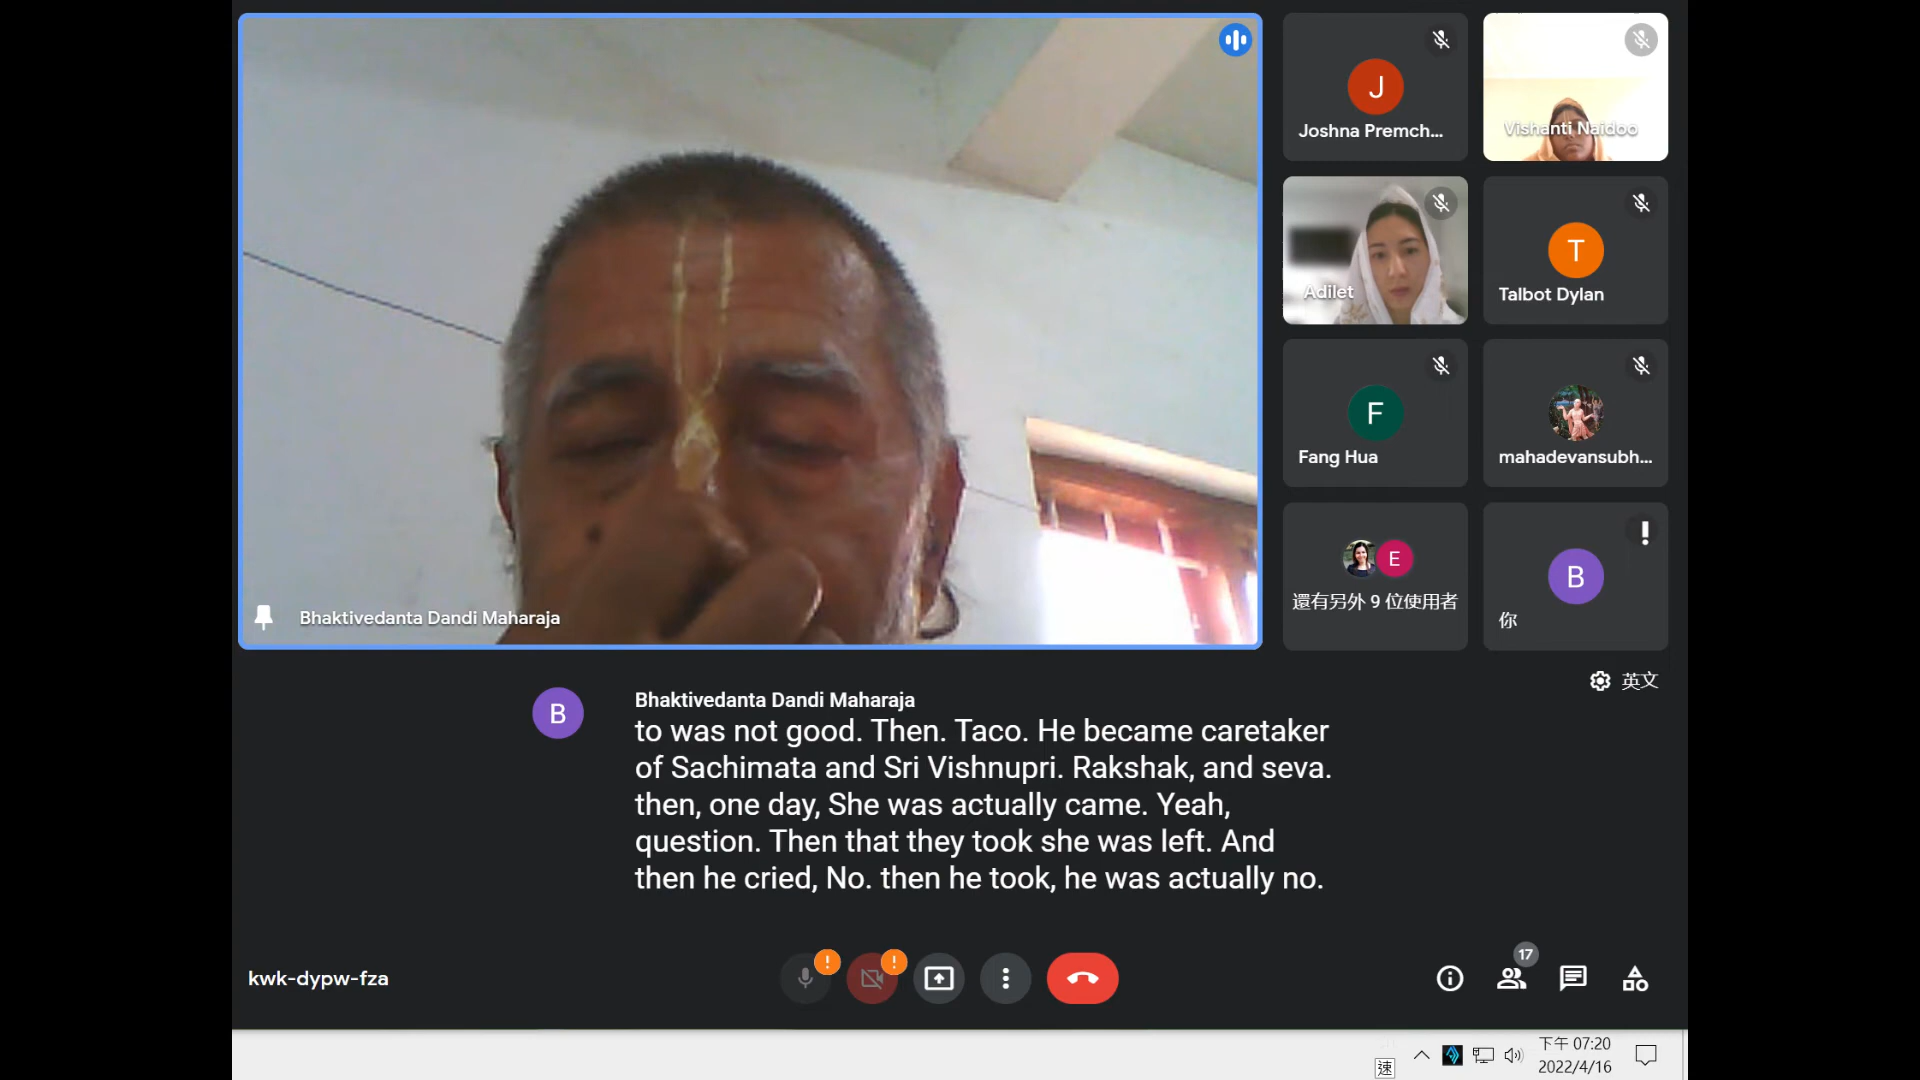 J
Joshna Premch...
Vishanti Naidoo
Adilet
T
Talbot Dylan
F
Fang Hua
mahadevansubh...
E
還有另外 9 位使用者
B
你
Bhaktivedanta Dandi Maharaja
英文
B
Bhaktivedanta Dandi Maharaja
to was not good. Then. Taco. He became caretaker
of Sachimata and Sri Vishnupri. Rakshak, and seva.
then, one day, She was actually came. Yeah,
question. Then that they took she was left. And
then he cried, No. then he took, he was actually no.
kwk-dypw-fza
17
速
下午 07:20
2022/4/16